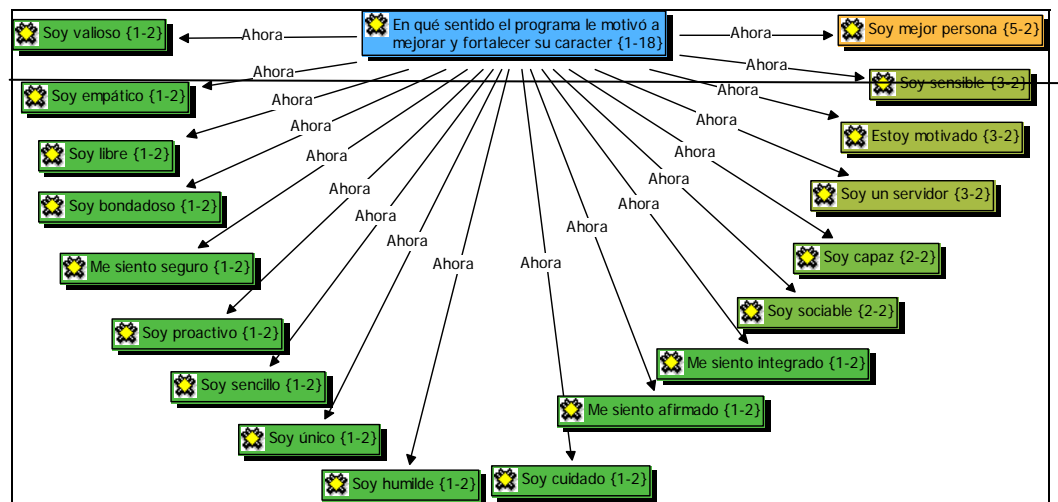 Soy valioso {1-2}
Ahora
En qué sentido el programa le motivó a
mejorar y fortalecer su caracter {1-18}
Ahora
Soy mejor persona {5-2}
Ahora
Soy empático {1-2}
Ahora
Soy sensible {3-2}
Ahora
Soy libre {1-2}
Ahora
Estoy motivado {3-2}
Ahora
Soy bondadoso {1-2}
Ahora
Soy un servidor {3-2}
Ahora
Me siento seguro {1-2}
Ahora
Soy capaz {2-2}
Ahora
Soy proactivo {1-2}
Ahora
Soy sociable {2-2}
Ahora
Soy sencillo {1-2}
Ahora
Me siento integrado {1-2}
Ahora
Soy único {1-2}
Ahora
Me siento afirmado {1-2}
Ahora
Soy humilde {1-2}
Ahora
Soy cuidado {1-2}